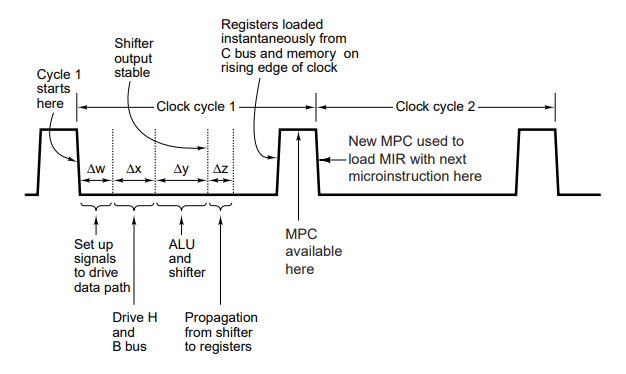 Registers loaded
instantaneously from
C bus and memory on
rising edge of clock
Shifter
output
stable
Cycle 1
starts
here
Clock cycle 1
Clock cycle 2
New MPC used to
load MIR with next
microinstruction here
Δw
Δx
Δy
Δz
MPC
available
here
Set up
signals
to drive
data path
ALU
and
shifter
Drive H
and
B bus
Propagation
from shifter
to registers